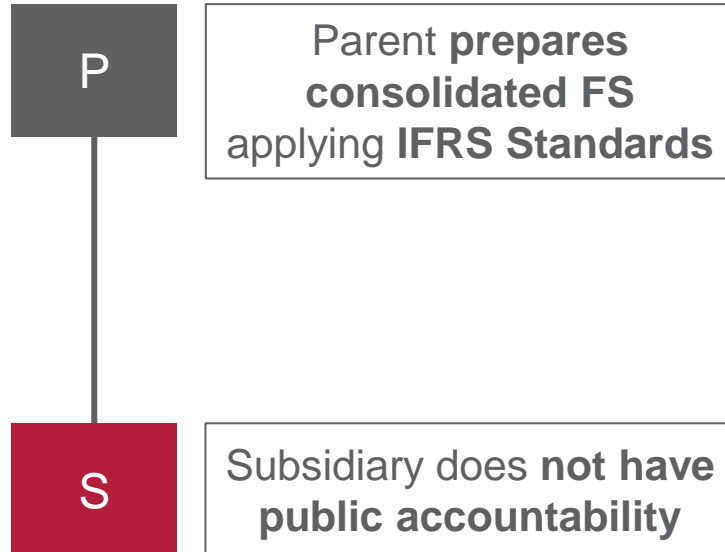 P
Parent prepares
consolidated FS
applying IFRS Standards
S
Subsidiary does not have
public accountability